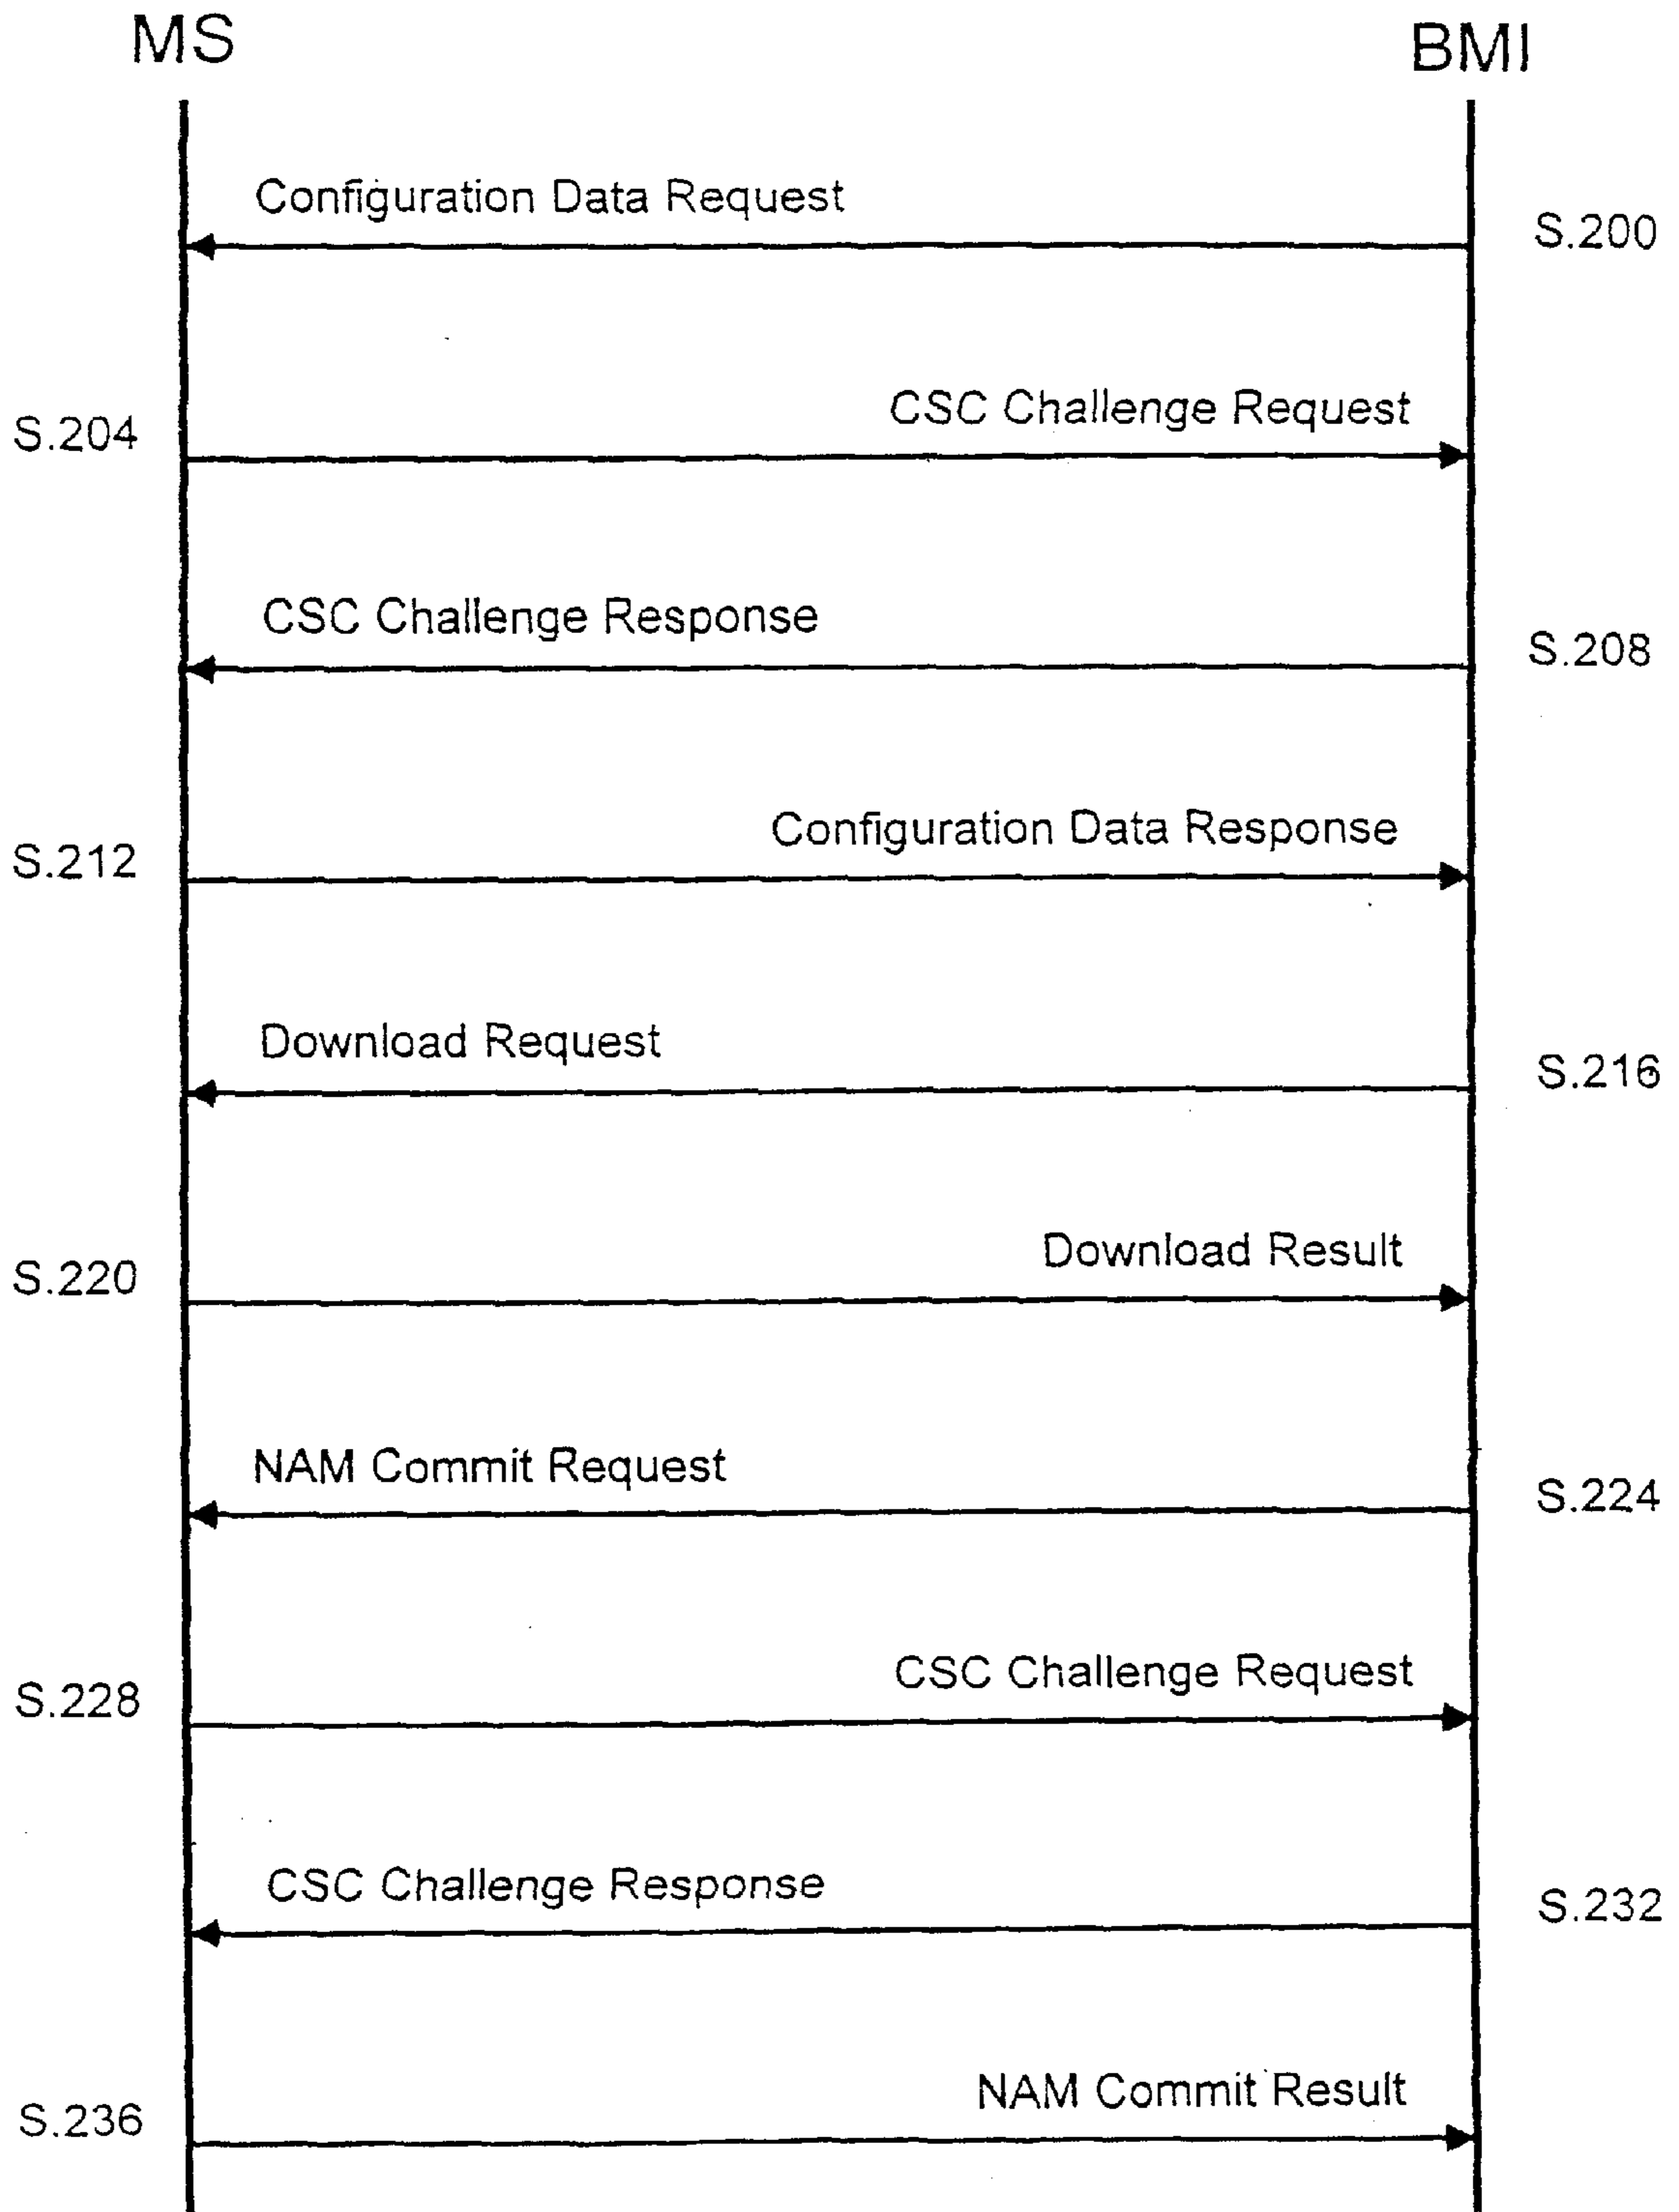 MS
BMI
Configuration Data Request
S.200
CSC Challenge Request
S.204
CSC Challenge Response
S.208
Configuration Data Response
S.212
Download Request
S.216
Download Result
S.220
NAM Commit Request
S.224
CSC Challenge Request
S.228
CSC Challenge Response
S.232
NAM Commit Result
S.236